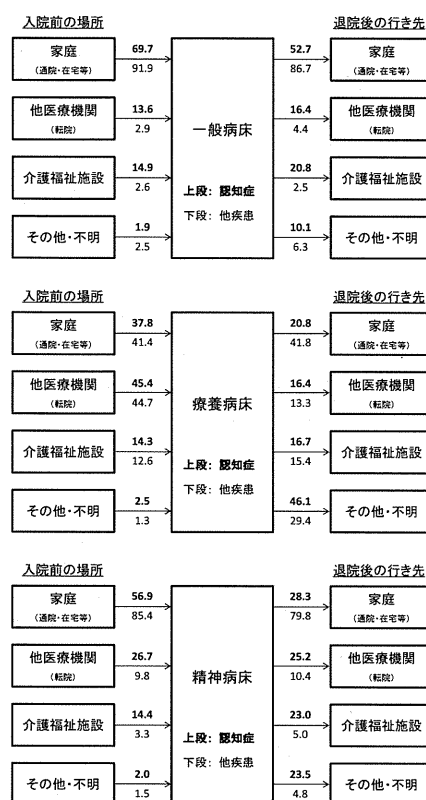 入院前の場所
退院後の行き先
家庭
(通院・在宅等)
69.7
91.9
52.7
86.7
家庭
(通院・在宅等)
他医療機関
(転院)
13.6
2.9
一般病床
16.4
4.4
他医療機関
(転院)
介護福祉施設
14.9
2.6
上段: 認知症
下段: 他疾患
20.8
2.5
介護福祉施設
その他・不明
1.9
2.5
10.1
6.3
その他・不明
入院前の場所
退院後の行き先
家庭
(通院・在宅等)
37.8
41.4
20.8
41.8
家庭
(通院・在宅等)
他医療機関
(転院)
45.4
44.7
療養病床
16.4
13.3
他医療機関
(転院)
介護福祉施設
14.3
12.6
上段: 認知症
下段: 他疾患
16.7
15.4
介護福祉施設
その他・不明
2.5
1.3
46.1
29.4
その他・不明
入院前の場所
退院後の行き先
家庭
(通院・在宅等)
56.9
85.4
28.3
79.8
家庭
(通院・在宅等)
他医療機関
(転院)
26.7
9.8
精神病床
25.2
10.4
他医療機関
(転院)
介護福祉施設
14.4
3.3
上段: 認知症
下段: 他疾患
23.0
5.0
介護福祉施設
その他・不明
2.0
1.5
23.5
4.8
その他・不明